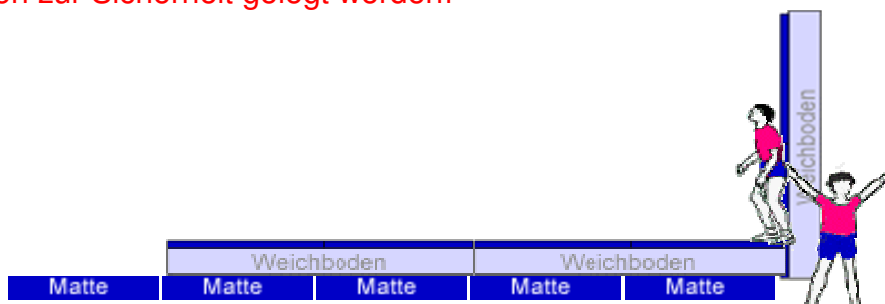 zur Sicherheit gelegt werden.
Weichboden
Weichboden Weichboden
Matte Matte Matte Matte Matte